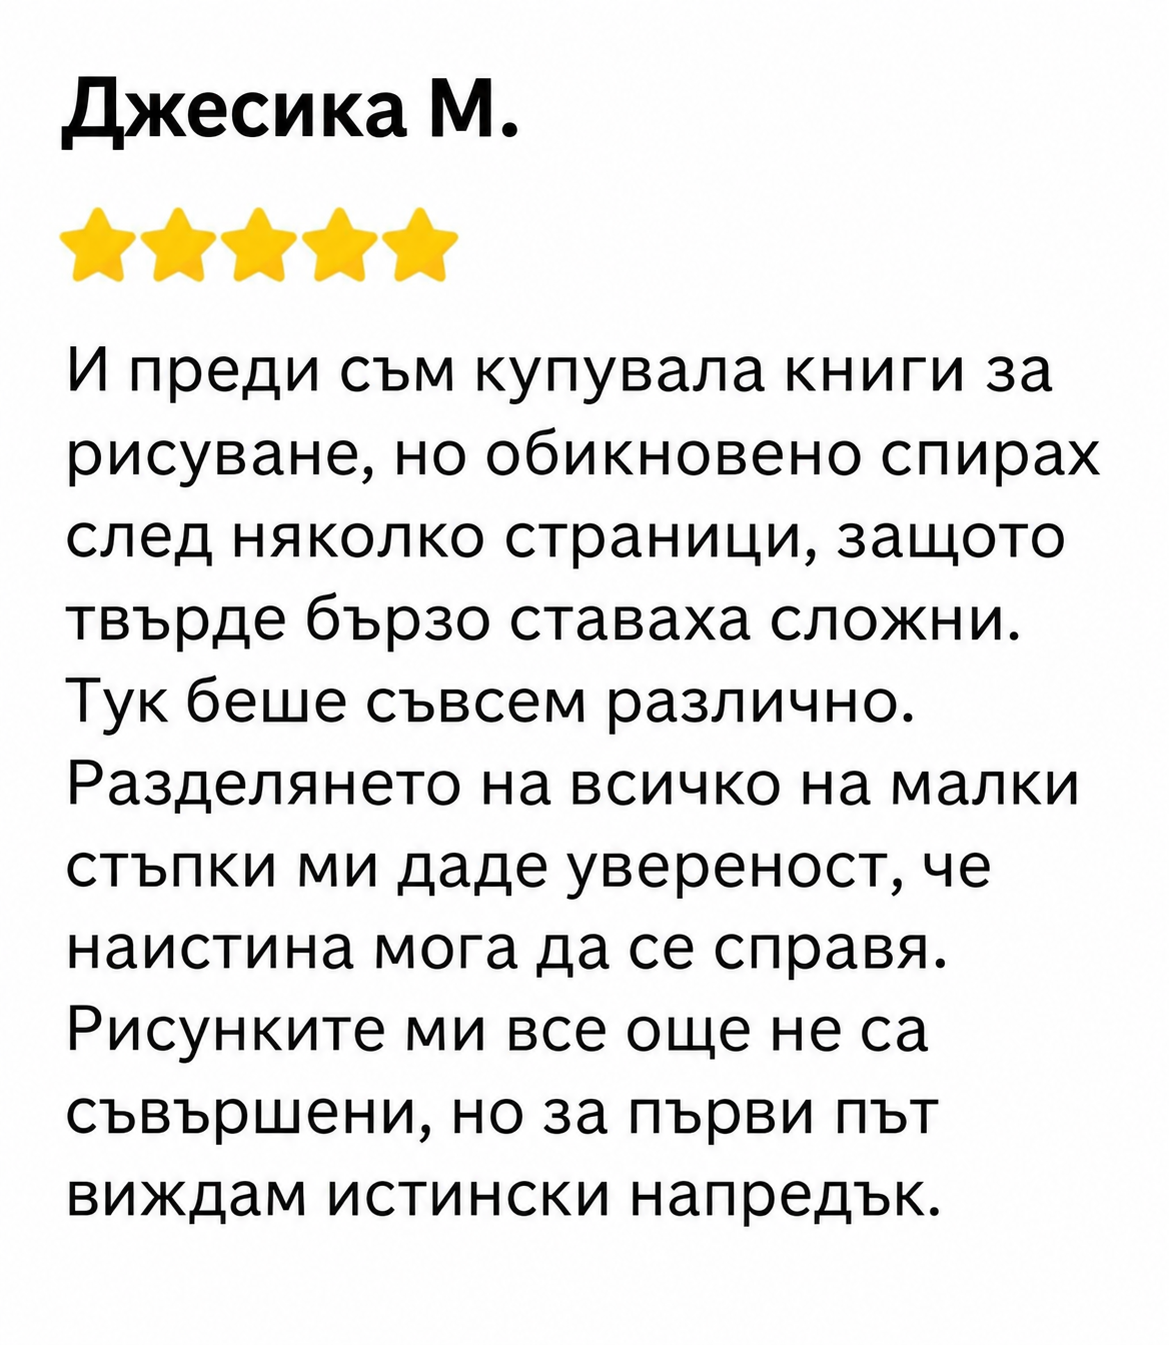 Джесика М.
И преди съм купувала книги за
рисуване, но обикновено спирах
след няколко страници, защото
твърде бързо ставаха сложни.
Тук беше съвсем различно.
Разделянето на всичко на малки
стъпки ми даде увереност, че
наистина мога да се справя.
Рисунките ми все още не са
съвършени, но за първи път
виждам истински напредък.